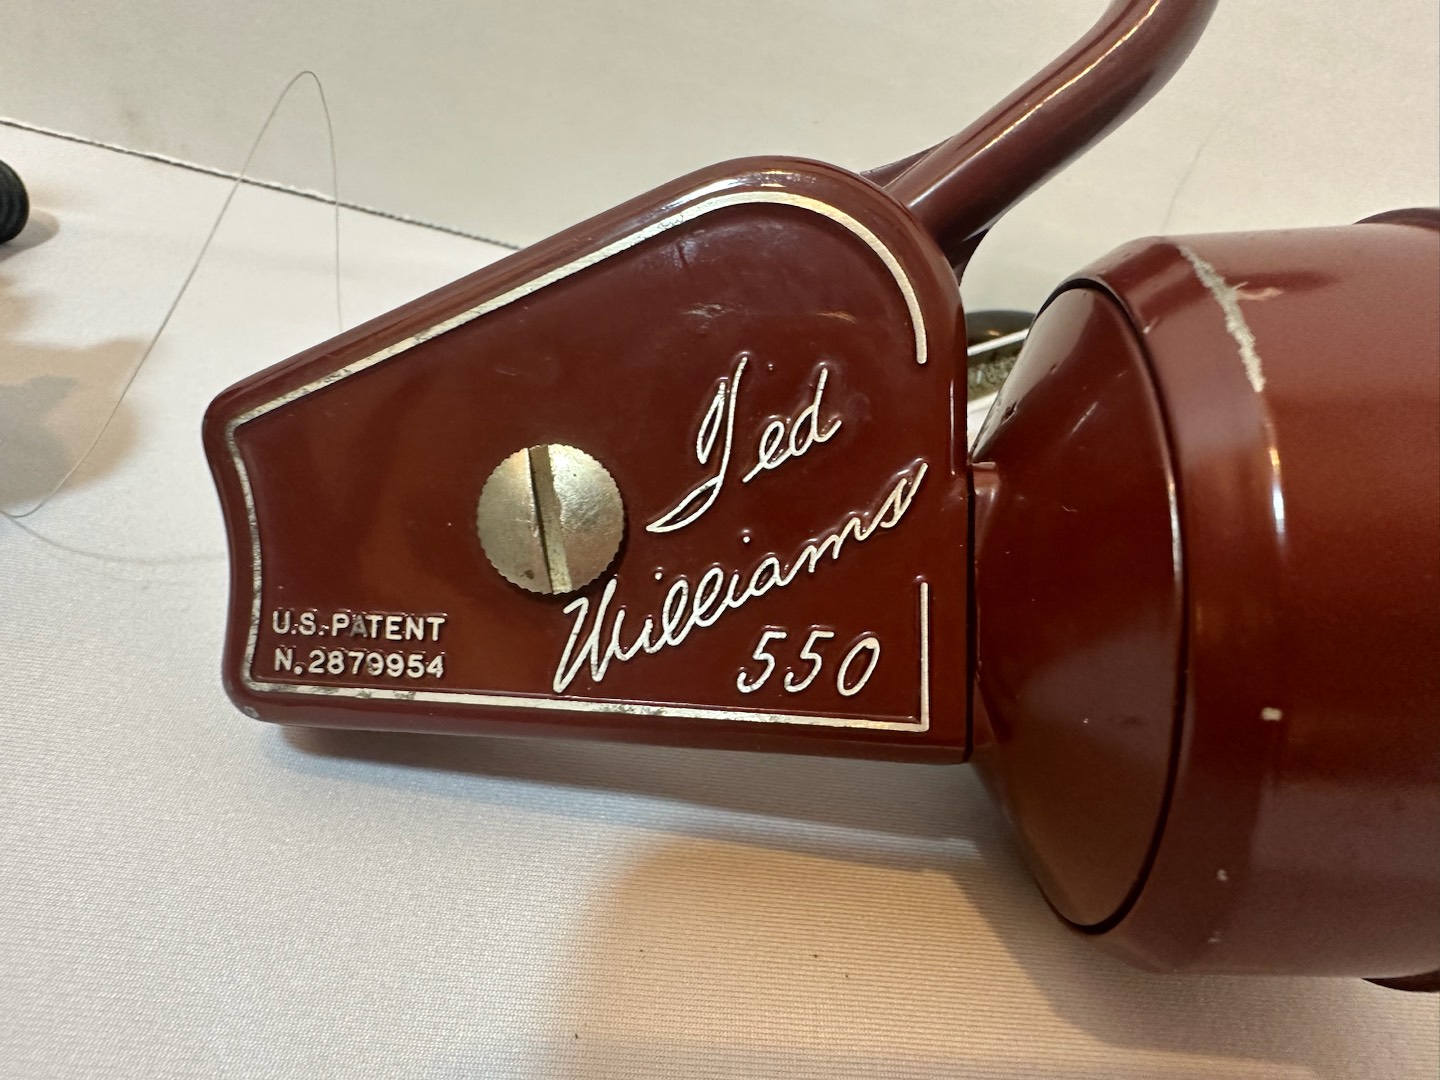 Ted
Williams
550
U.S. PATENT
N. 2879954